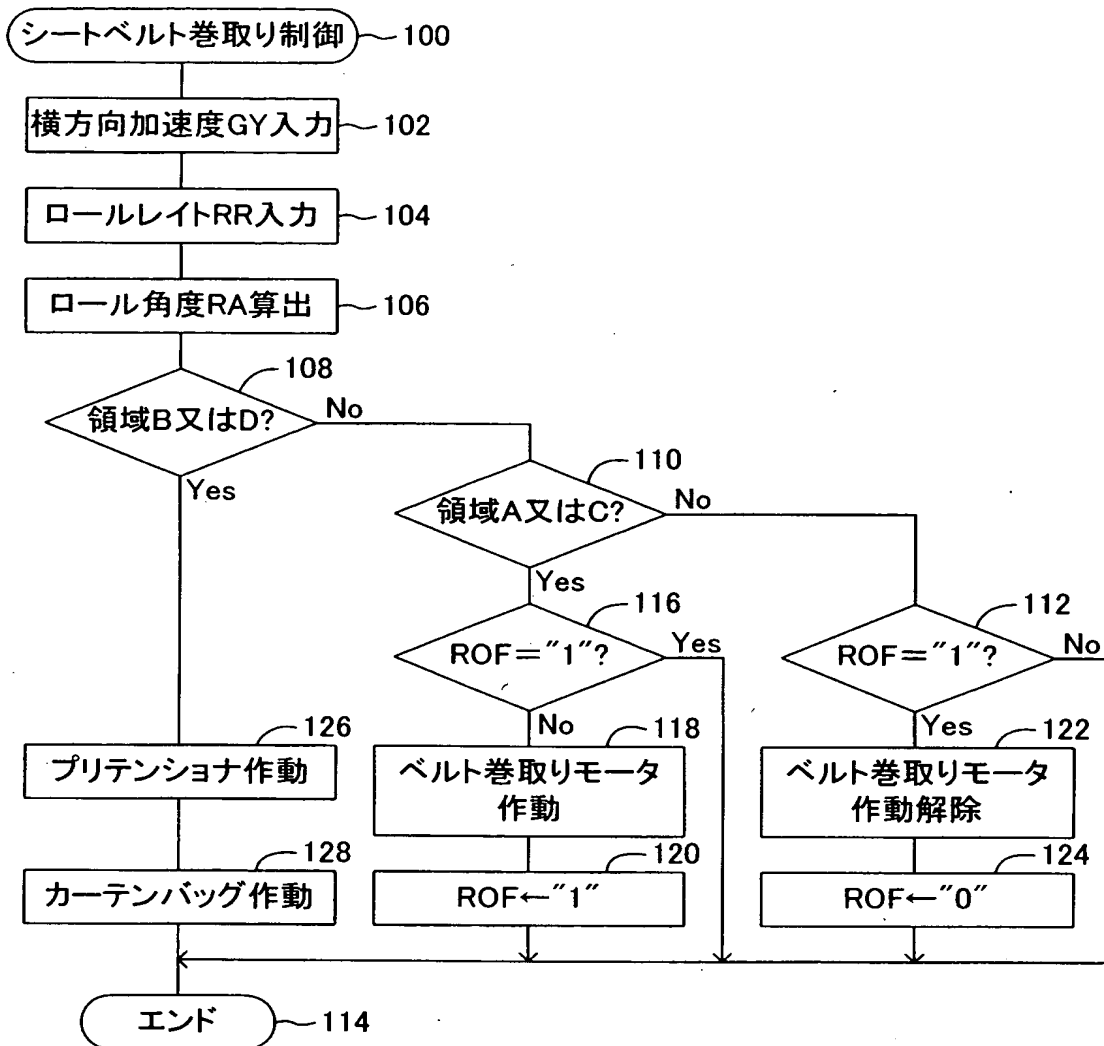 シートベルト巻取り制御
100
横方向加速度GY入力
102
ロールレイトRR入力
104
ロール角度RA算出
106
108
領域B又はD?
No
Yes
110
領域A又はC?
No
Yes
116
ROF="1"?
Yes
No
112
ROF="1"?
No
Yes
126
プリテンショナ作動
118
ベルト巻取りモータ
作動
122
ベルト巻取りモータ
作動解除
128
カーテンバッグ作動
120
ROF←"1"
124
ROF←"0"
エンド
114